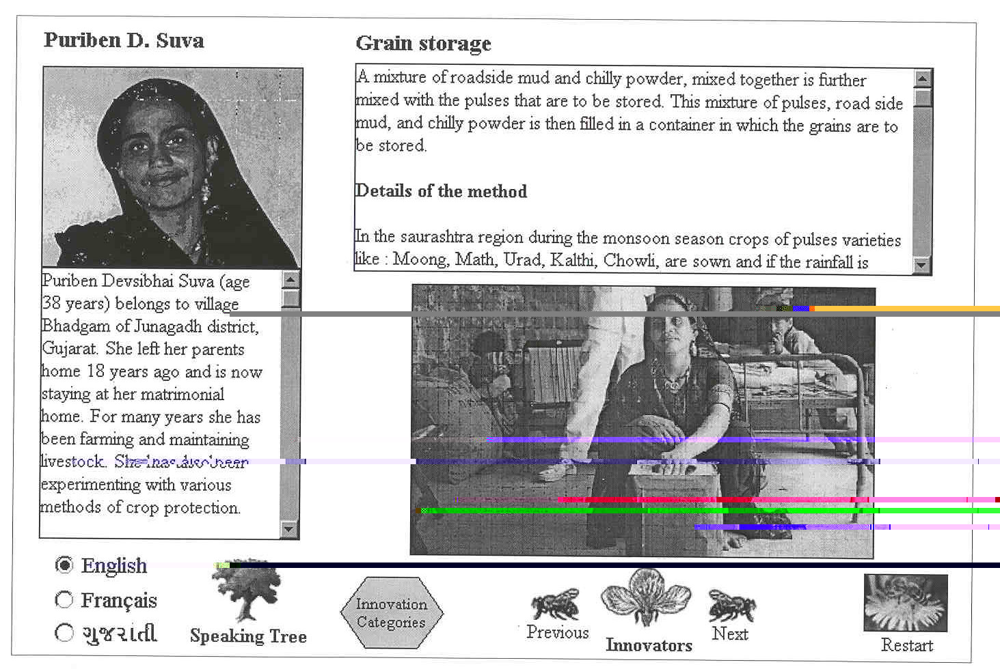 Puriben D. Suva
Puriben Devsibhai Suva (age
38 years) belongs to village
Bhadgam of Junagadh district,
Gujarat. She left her parents
home 18 years ago and is now
staying at her matrimonial
home. For many years she has
been farming and maintaining
livestock. She has also been
experimenting with various
methods of crop protection.
Grain storage
A mixture of roadside mud and chilly powder, mixed together is further
mixed with the pulses that are to be stored. This mixture of pulses, road side
mud, and chilly powder is then filled in a container in which the grains are to
be stored.
Details of the method
In the saurashtra region during the monsoon season crops of pulses varieties
like : Moong, Math, Urad, Kalthi, Chowli, are sown and if the rainfall is
English
Français
ગુજરાતી
Speaking Tree
Innovation
Categories
Previous
Innovators
Next
Restart